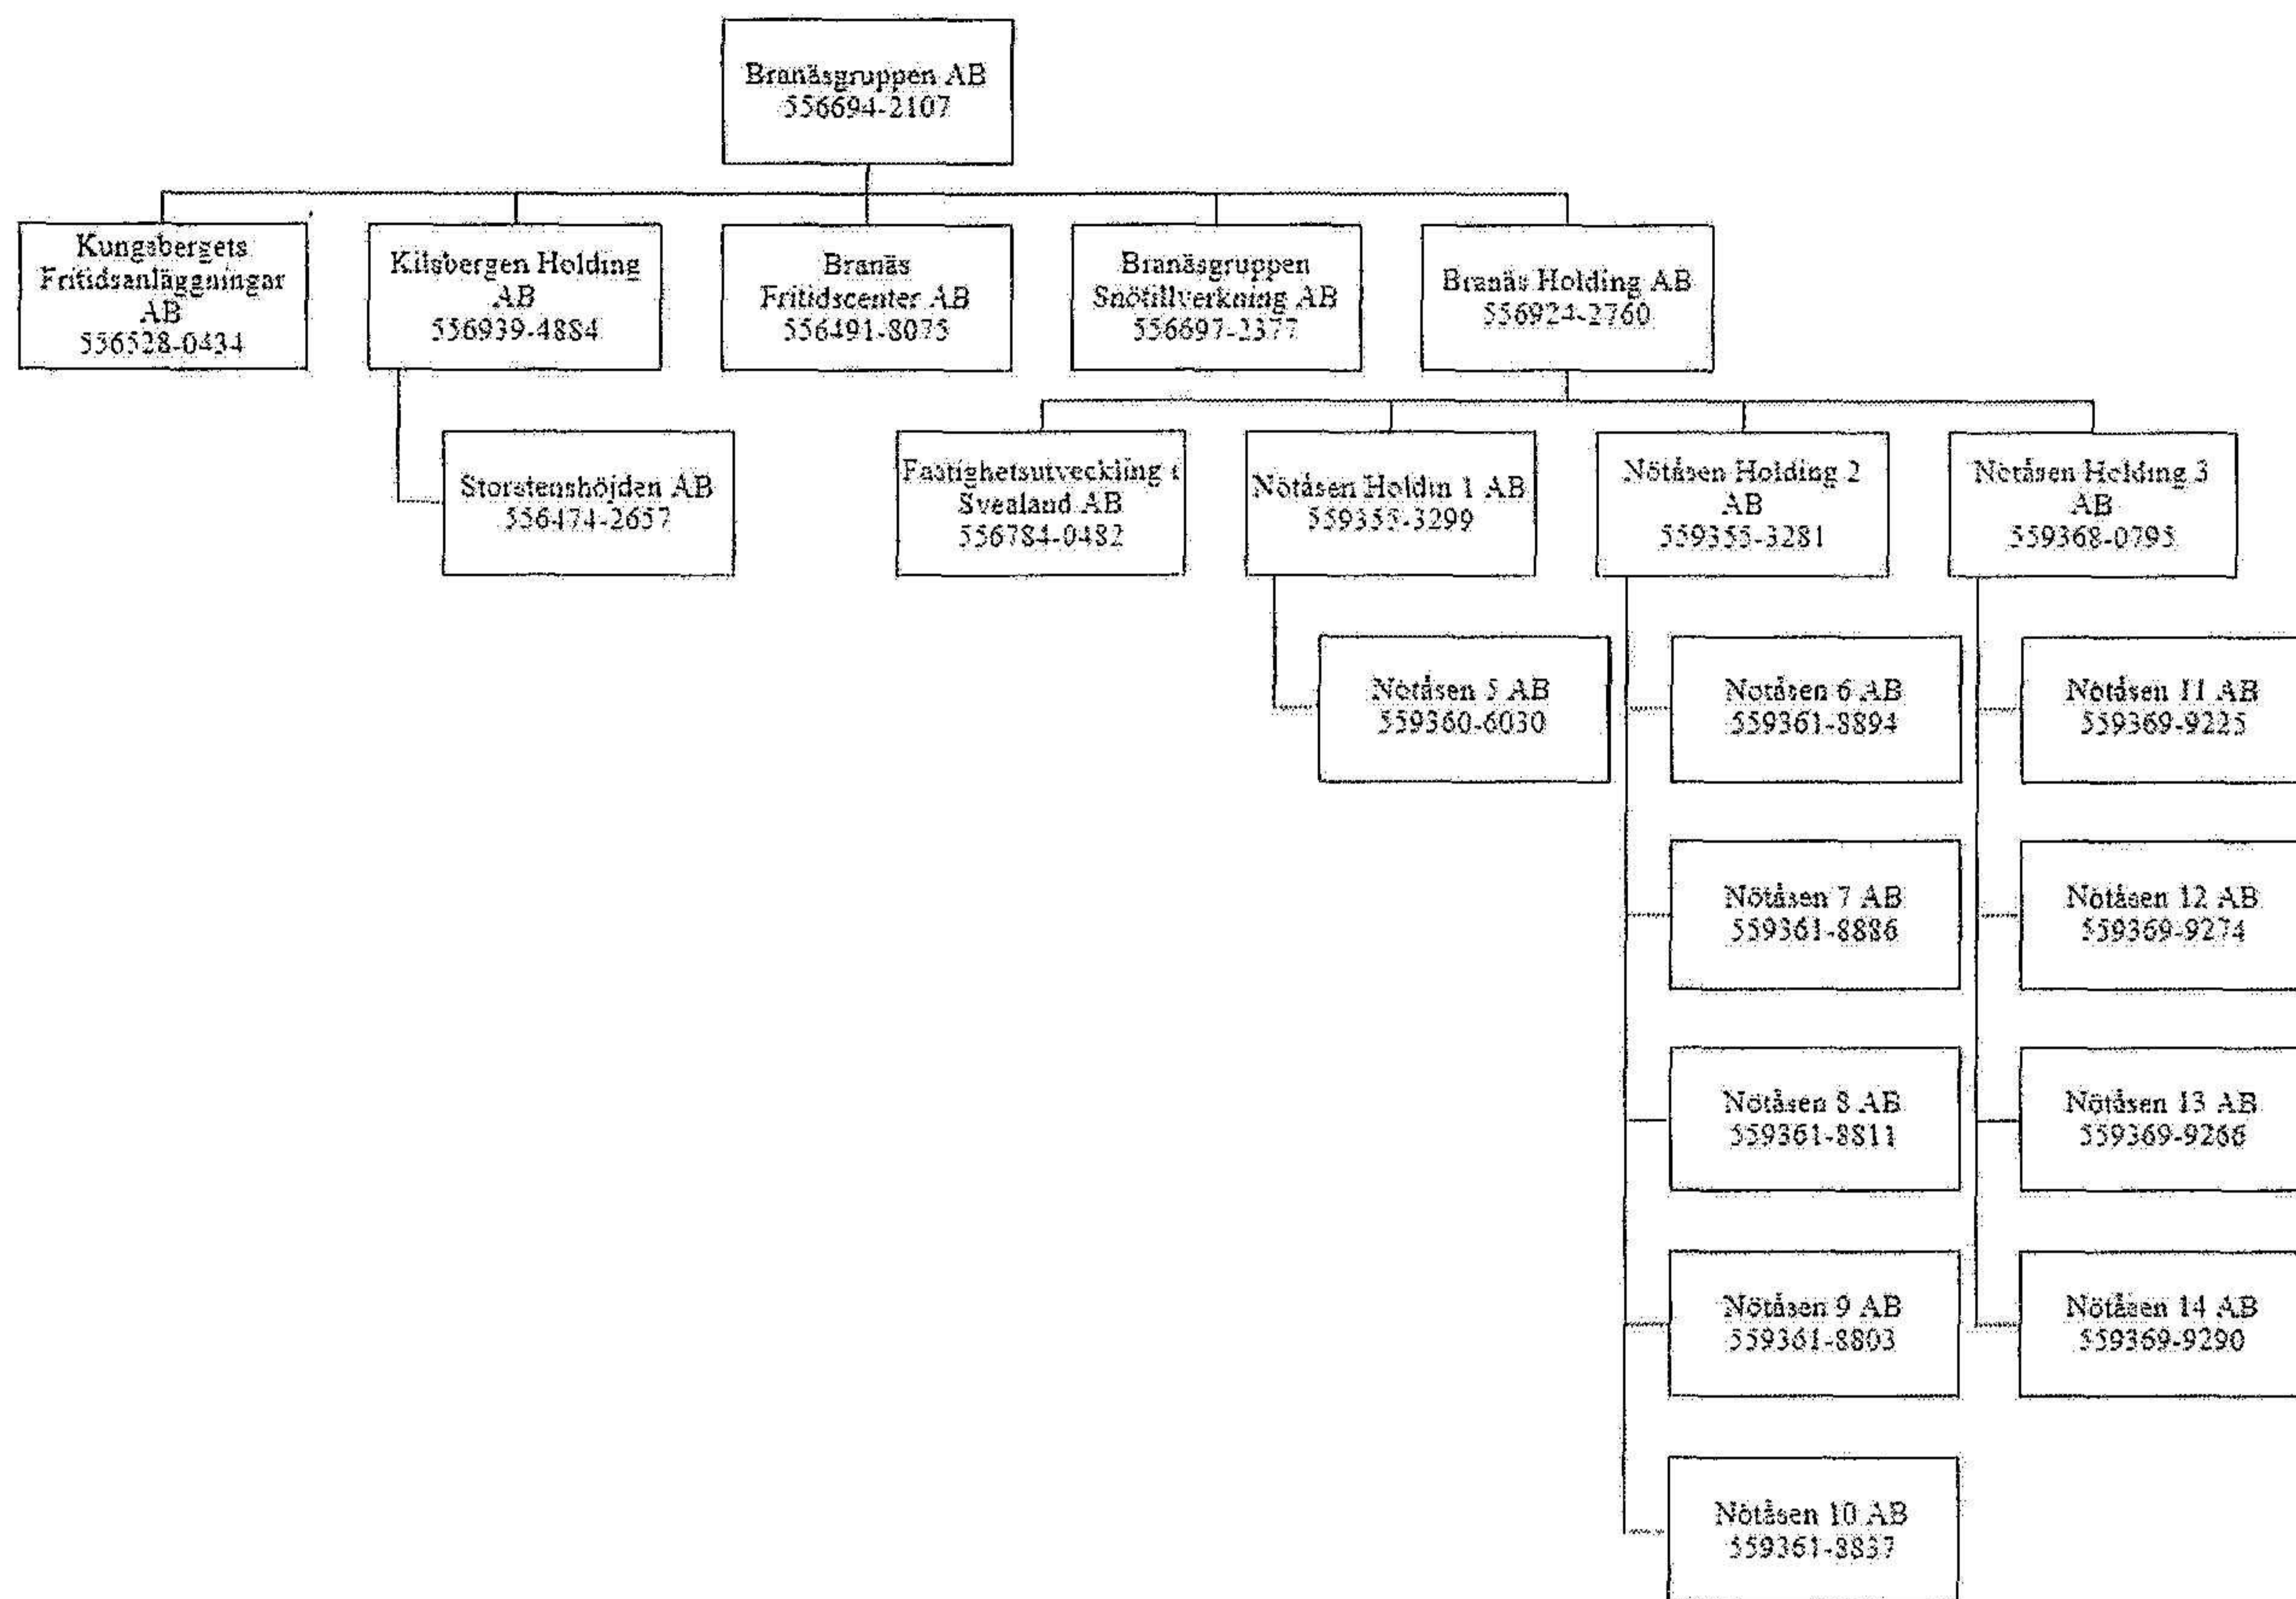 Branäsgruppen AB
556694-2107
Kungsbergets
Fritidsanläggningar
AB
556528-0434
Kilsbergen Holding
AB
556939-4884
Branäs
Fritidscenter AB
556491-8075
Branäsgruppen
Snötillverkning AB
556697-2377
Branäs Holding AB
556924-2760
Storstenshöjden AB
556474-2657
Fastighetsutveckling i
Svealand AB
556784-0482
Nötåsen Holdin 1 AB
559355-3299
Nötåsen Holding 2
AB
559355-3281
Nötåsen Holding 3
AB
559368-0795
Nötåsen 5 AB
559360-6030
Nötåsen 6 AB
559361-8894
Nötåsen 11 AB
559369-9225
Nötåsen 7 AB
559361-8886
Nötåsen 12 AB
559369-9274
Nötåsen 8 AB
559361-8811
Nötåsen 13 AB
559369-9266
Nötåsen 9 AB
559361-8803
Nötåsen 14 AB
559369-9290
Nötåsen 10 AB
559361-8837